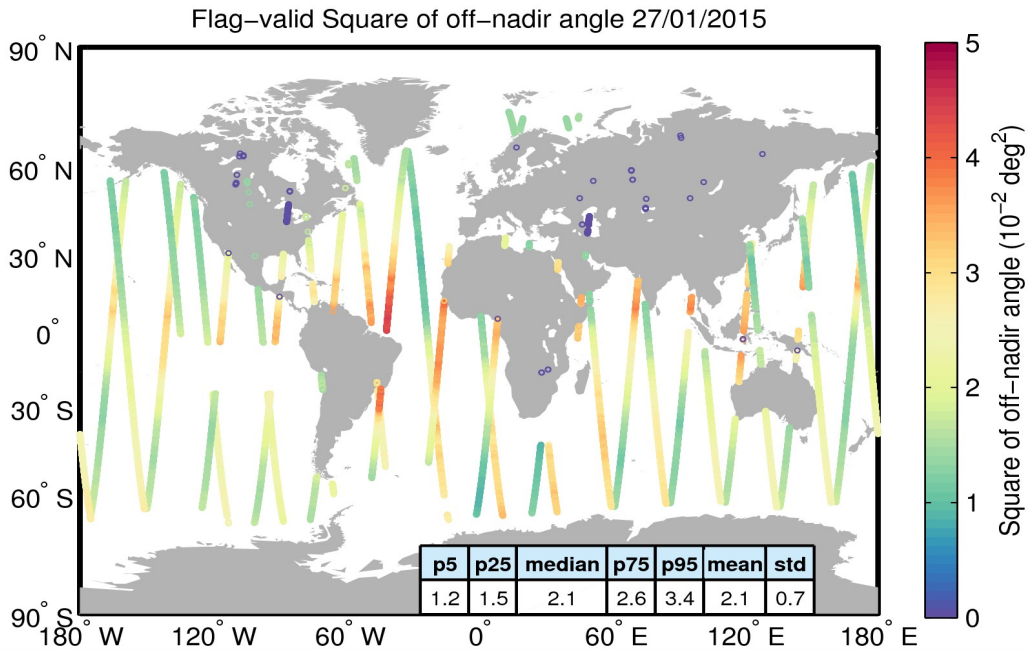 Flag−valid Square of off−nadir angle 27/01/2015
90° N
60° N
30° N
0°
30° S
60° S
90° S
180° W
120° W
60° W
0°
60° E
120° E
180° E
p5 p25 median p75 p95 mean std
1.2 1.5 2.1 2.6 3.4 2.1 0.7
5
4
3
2
1
0
Square of off−nadir angle (10⁻² deg²)